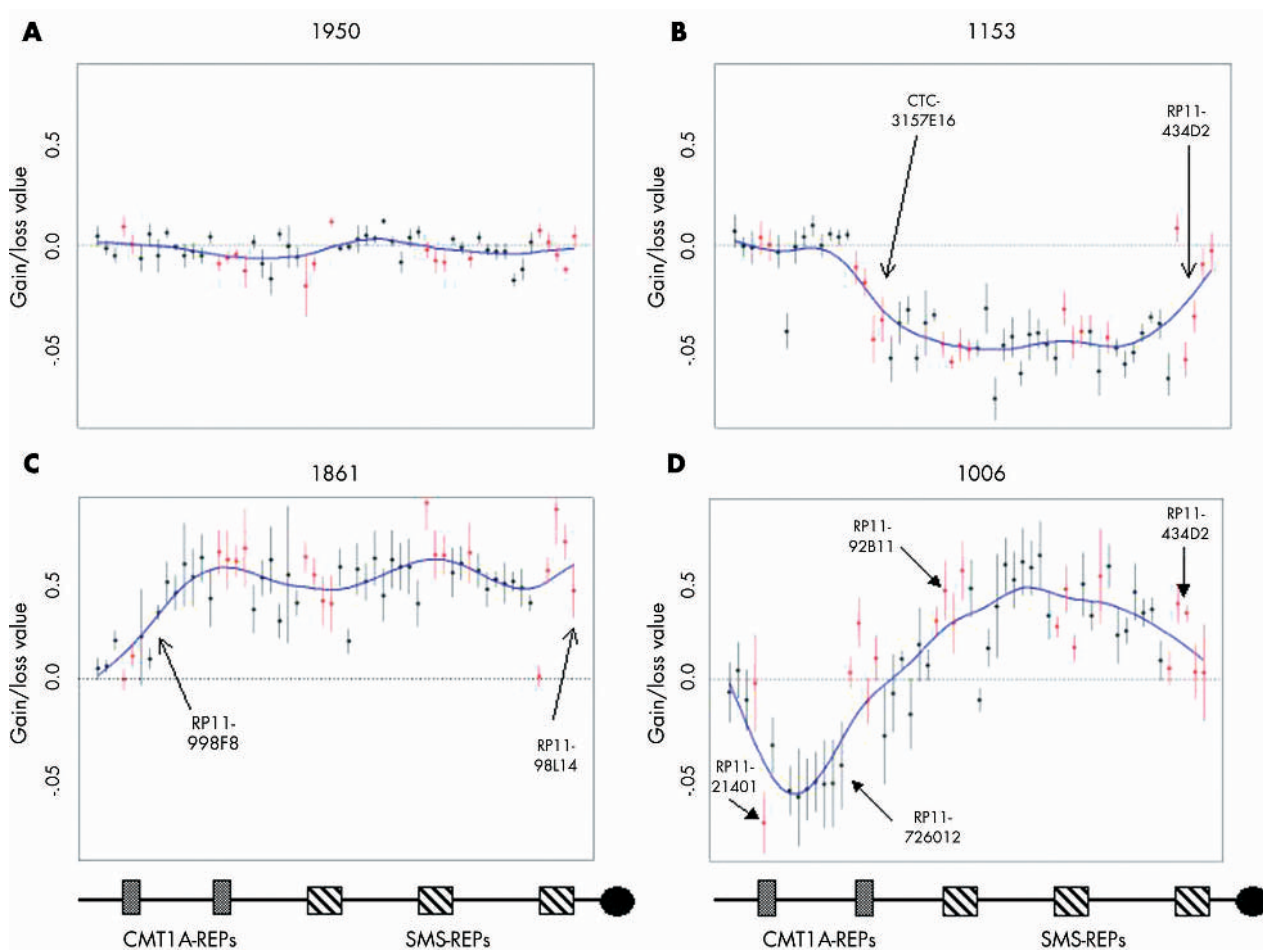 A
1950
Gain/loss value
0.5
0.0
-.05
B
1153
Gain/loss value
0.5
0.0
-.05
CTC-
3157E16
RP11-
434D2
C
1861
Gain/loss value
0.5
0.0
-.05
RP11-
998F8
RP11-
98L14
D
1006
Gain/loss value
0.5
0.0
-.05
RP11-
92B11
RP11-
434D2
RP11-
21401
RP11-
726012
CMT1A-REPs
SMS-REPs
CMT1A-REPs
SMS-REPs